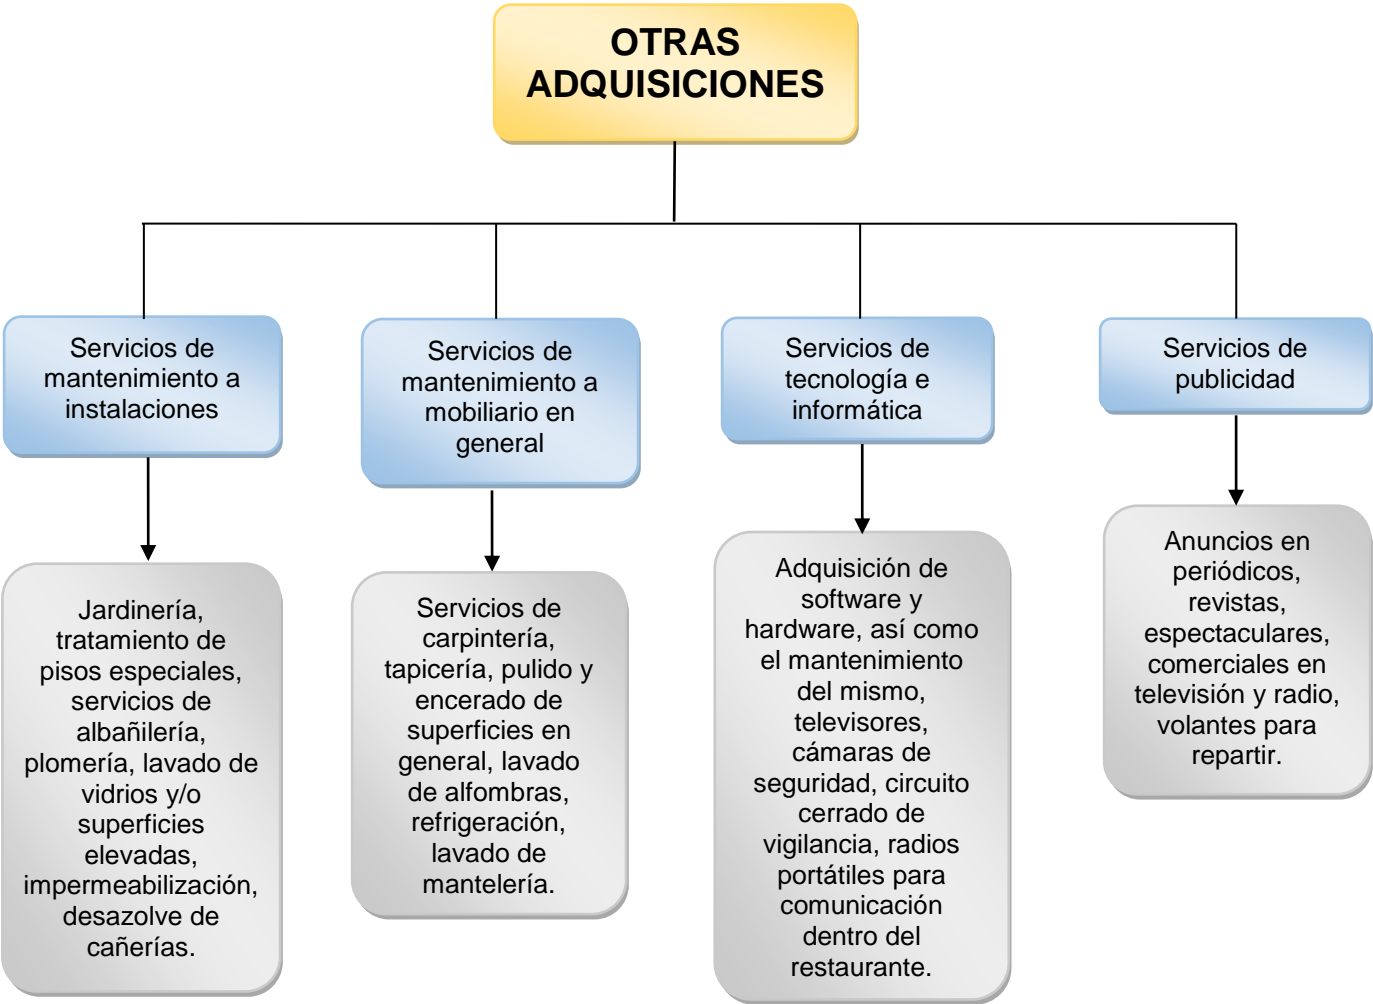 OTRAS
ADQUISICIONES
Servicios de
mantenimiento a
instalaciones
Servicios de
mantenimiento a
mobiliario en
general
Servicios de
tecnología e
informática
Servicios de
publicidad
Jardinería,
tratamiento de
pisos especiales,
servicios de
albañilería,
plomería, lavado de
vidrios y/o
superficies
elevadas,
impermeabilización,
desazolve de
cañerías.
Servicios de
carpintería,
tapicería, pulido y
encerado de
superficies en
general, lavado
de alfombras,
refrigeración,
lavado de
mantelería.
Adquisición de
software y
hardware, así como
el mantenimiento
del mismo,
televisores,
cámaras de
seguridad, circuito
cerrado de
vigilancia, radios
portátiles para
comunicación
dentro del
restaurante.
Anuncios en
periódicos,
revistas,
espectaculares,
comerciales en
televisión y radio,
volantes para
repartir.